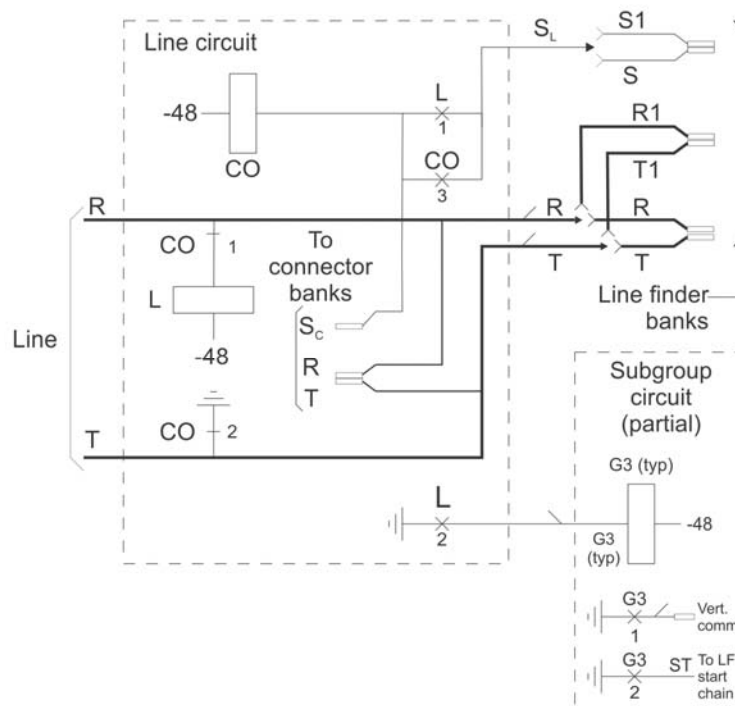 Line circuit
S_L
S1
S
-48
CO
L
1
CO
3
R1
T1
R
CO
1
To
connector
banks
R
R
T
T
L
-48
S_C
R
T
Line finder
banks
Line
CO
2
T
Subgroup
circuit
(partial)
L
2
G3 (typ)
G3
(typ)
-48
G3
1
Vert.
comm
G3
2
ST
To LF
start
chain